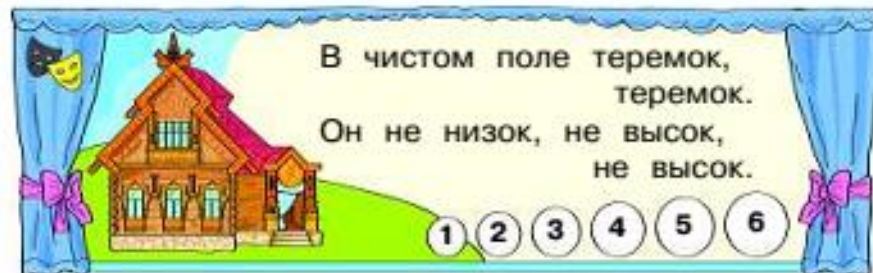 В чистом поле теремок,
теремок.
Он не низок, не высок,
не высок.
1 2 3 4 5 6